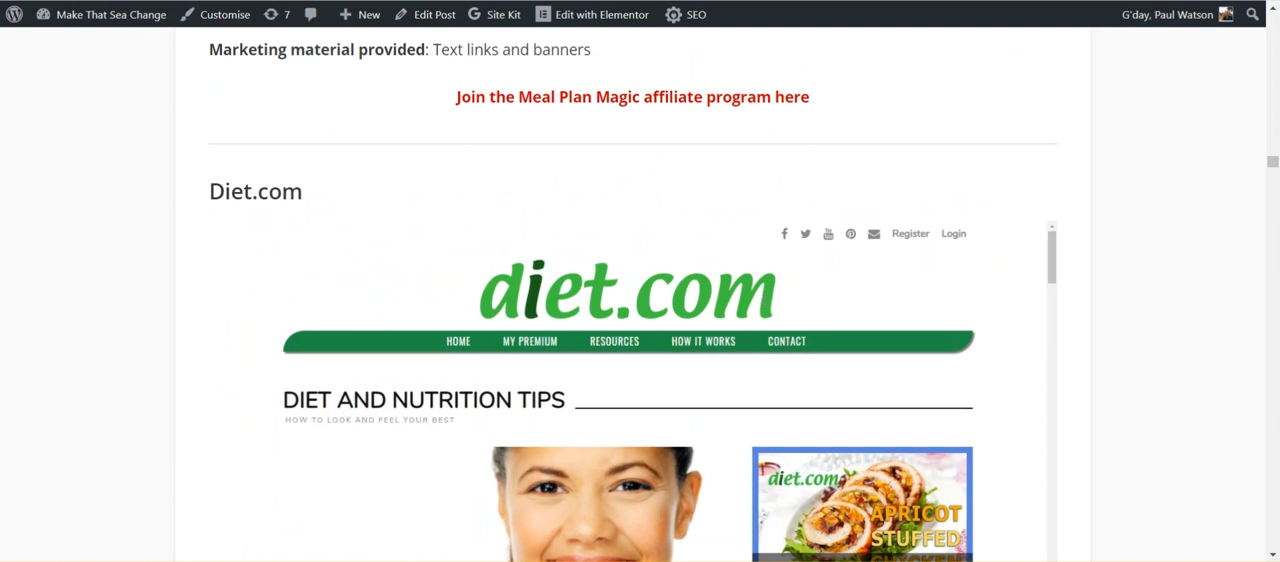 Make That Sea Change Customise 7 New Edit Post Site Kit Edit with Elementor SEO G'day, Paul Watson
Marketing material provided: Text links and banners
Join the Meal Plan Magic affiliate program here
Diet.com
Register Login
diet.com
HOME MY PREMIUM RESOURCES HOW IT WORKS CONTACT
DIET AND NUTRITION TIPS
HOW TO LOOK AND FEEL YOUR BEST
diet.com
APRICOT
STUFFED